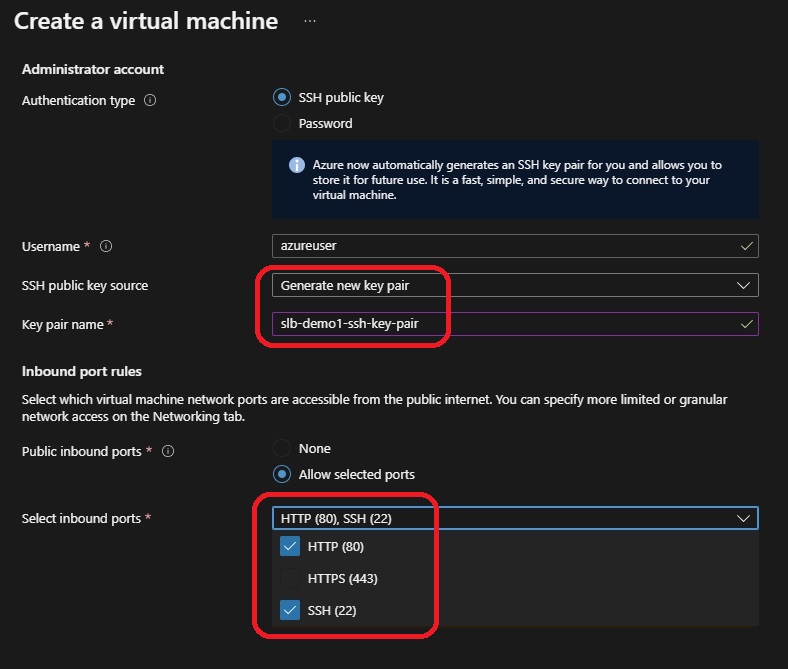 Create a virtual machine ...
Administrator account
Authentication type
SSH public key
Password
Azure now automatically generates an SSH key pair for you and allows you to
store it for future use. It is a fast, simple, and secure way to connect to your
virtual machine.
Username *
azureuser
SSH public key source
Generate new key pair
Key pair name *
slb-demo1-ssh-key-pair
Inbound port rules
Select which virtual machine network ports are accessible from the public internet. You can specify more limited or granular
network access on the Networking tab.
Public inbound ports *
None
Allow selected ports
Select inbound ports *
HTTP (80), SSH (22)
HTTP (80)
HTTPS (443)
SSH (22)